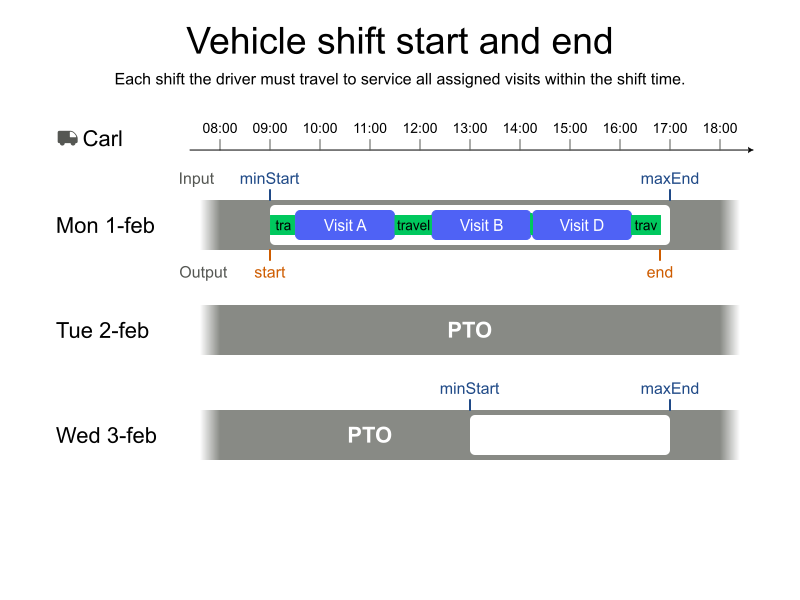 Vehicle shift start and end
Each shift the driver must travel to service all assigned visits within the shift time.
Carl
08:00 09:00 10:00 11:00 12:00 13:00 14:00 15:00 16:00 17:00 18:00
Input minStart maxEnd
Mon 1-feb tra Visit A travel Visit B Visit D trav
Output start end
Tue 2-feb PTO
minStart maxEnd
Wed 3-feb PTO